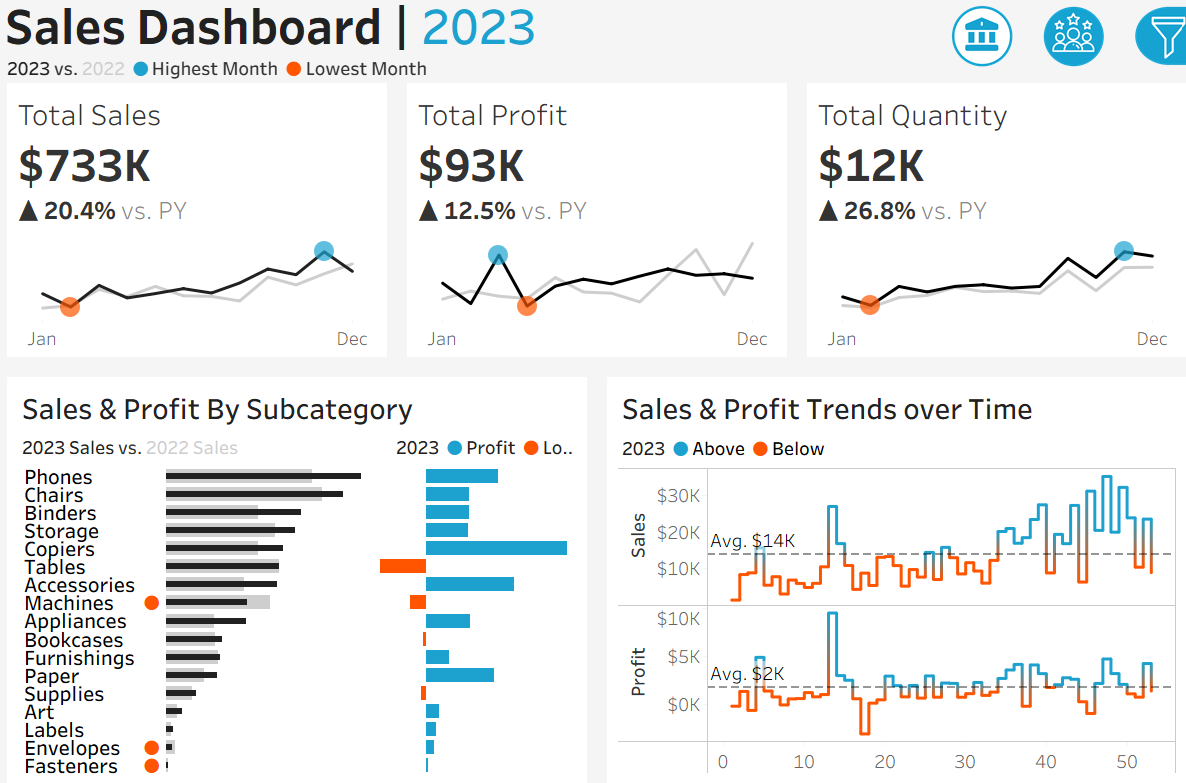 Sales Dashboard | 2023
2023 vs. 2022 Highest Month Lowest Month
Total Sales
$733K
▲ 20.4% vs. PY
Jan Dec
Total Profit
$93K
▲ 12.5% vs. PY
Jan Dec
Total Quantity
$12K
▲ 26.8% vs. PY
Jan Dec
Sales & Profit By Subcategory
2023 Sales vs. 2022 Sales
2023 Profit Lo..
Phones
Chairs
Binders
Storage
Copiers
Tables
Accessories
Machines
Appliances
Bookcases
Furnishings
Paper
Supplies
Art
Labels
Envelopes
Fasteners
Sales & Profit Trends over Time
2023 Above Below
Sales
$30K
$20K
$10K
Avg. $14K
Profit
$10K
$5K
$0K
Avg. $2K
0 10 20 30 40 50